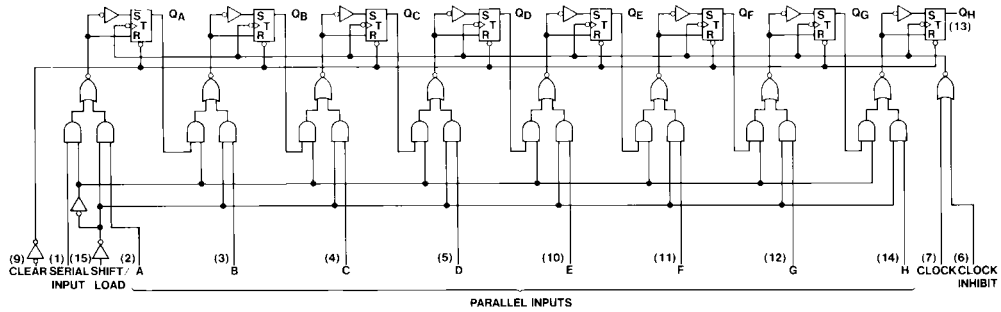 S QA S QB S QC S QD S QE S QF S QG S QH
T T T T T T T T (13)
R R R R R R R R
(9) (1) (15) (2) (3) (4) (5) (10) (11) (12) (14) (7) (6)
CLEAR SERIAL SHIFT/ A B C D E F G H CLOCK CLOCK
INPUT LOAD INHIBIT
PARALLEL INPUTS